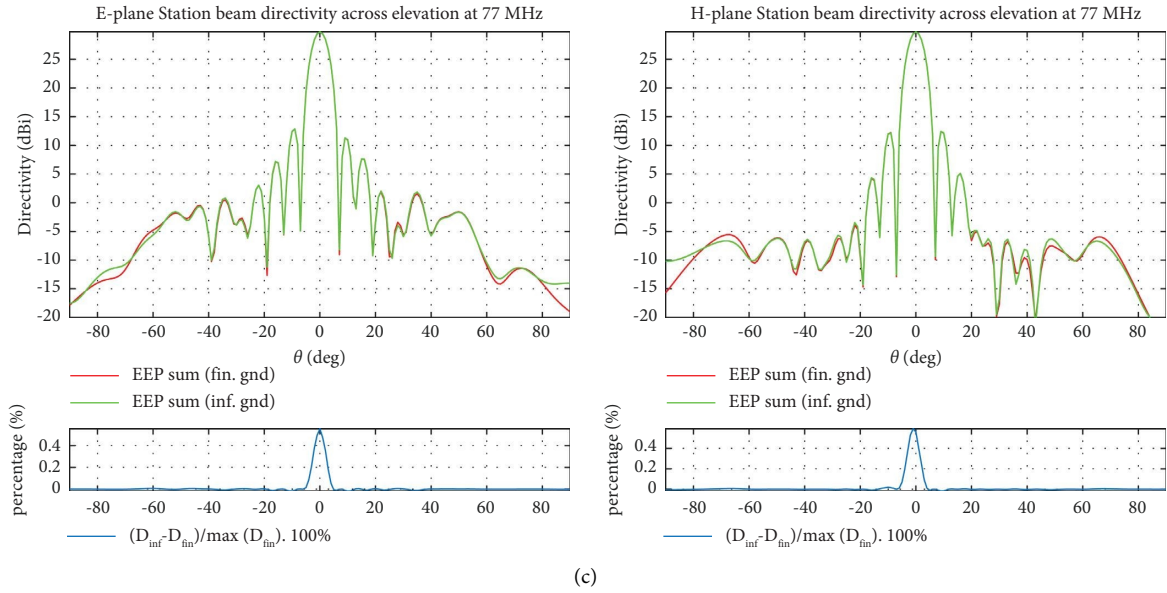 E-plane Station beam directivity across elevation at 77 MHz
Directivity (dBi)
25
20
15
10
5
0
-5
-10
-15
-20
-80 -60 -40 -20 0 20 40 60 80
θ (deg)
EEP sum (fin. gnd)
EEP sum (inf. gnd)
percentage (%)
0.4
0.2
0
-80 -60 -40 -20 0 20 40 60 80
(D_inf-D_fin)/max (D_fin). 100%
H-plane Station beam directivity across elevation at 77 MHz
Directivity (dBi)
25
20
15
10
5
0
-5
-10
-15
-20
-80 -60 -40 -20 0 20 40 60 80
θ (deg)
EEP sum (fin. gnd)
EEP sum (inf. gnd)
percentage (%)
0.4
0.2
0
-80 -60 -40 -20 0 20 40 60 80
(D_inf-D_fin)/max (D_fin). 100%
(c)